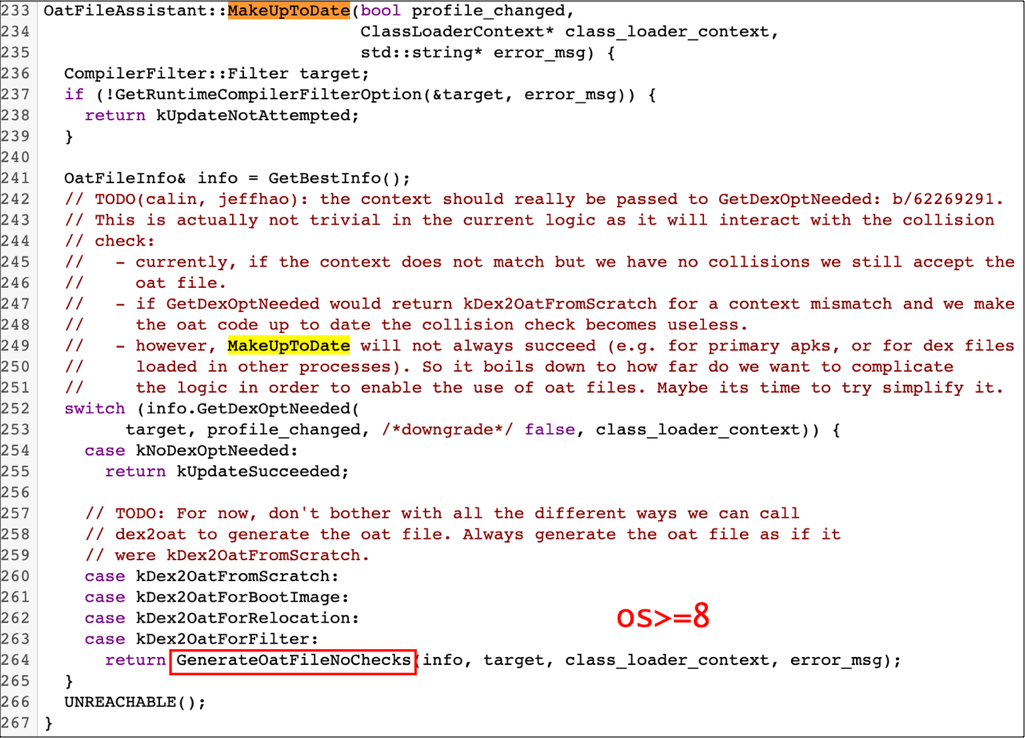 233 OatFileAssistant::MakeUpToDate(bool profile_changed,
234                                ClassLoaderContext* class_loader_context,
235                                std::string* error_msg) {
236   CompilerFilter::Filter target;
237   if (!GetRuntimeCompilerFilterOption(&target, error_msg)) {
238     return kUpdateNotAttempted;
239   }
240
241   OatFileInfo& info = GetBestInfo();
242   // TODO(calin, jeffhao): the context should really be passed to GetDexOptNeeded: b/62269291.
243   // This is actually not trivial in the current logic as it will interact with the collision
244   // check:
245   //   - currently, if the context does not match but we have no collisions we still accept the
246   //     oat file.
247   //   - if GetDexOptNeeded would return kDex2OatFromScratch for a context mismatch and we make
248   //     the oat code up to date the collision check becomes useless.
249   //   - however, MakeUpToDate will not always succeed (e.g. for primary apks, or for dex files
250   //     loaded in other processes). So it boils down to how far do we want to complicate
251   //     the logic in order to enable the use of oat files. Maybe its time to try simplify it.
252   switch (info.GetDexOptNeeded(
253         target, profile_changed, /*downgrade*/ false, class_loader_context)) {
254     case kNoDexOptNeeded:
255       return kUpdateSucceeded;
256
257     // TODO: For now, don't bother with all the different ways we can call
258     // dex2oat to generate the oat file. Always generate the oat file as if it
259     // were kDex2OatFromScratch.
260     case kDex2OatFromScratch:
261     case kDex2OatForBootImage:
262     case kDex2OatForRelocation:
os>=8
263     case kDex2OatForFilter:
264       return GenerateOatFileNoChecks(info, target, class_loader_context, error_msg);
265   }
266   UNREACHABLE();
267 }